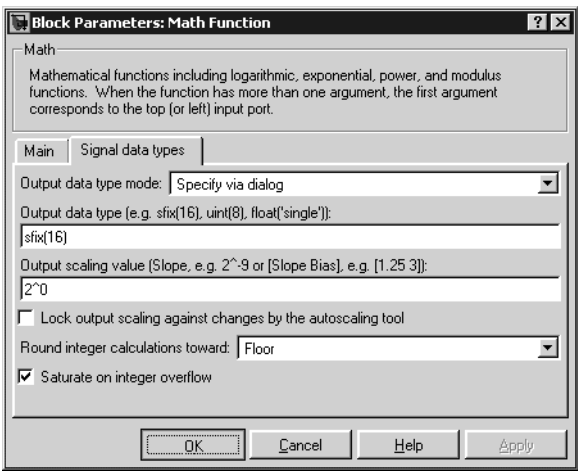 Block Parameters: Math Function
Math
Mathematical functions including logarithmic, exponential, power, and modulus
functions. When the function has more than one argument, the first argument
corresponds to the top (or left) input port.
Main Signal data types
Output data type mode: Specify via dialog
Output data type (e.g. sfix(16), uint(8), float('single')):
sfix(16)
Output scaling value (Slope, e.g. 2^-9 or [Slope Bias], e.g. [1.25 3]):
2^0
Lock output scaling against changes by the autoscaling tool
Round integer calculations toward: Floor
Saturate on integer overflow
OK Cancel Help Apply